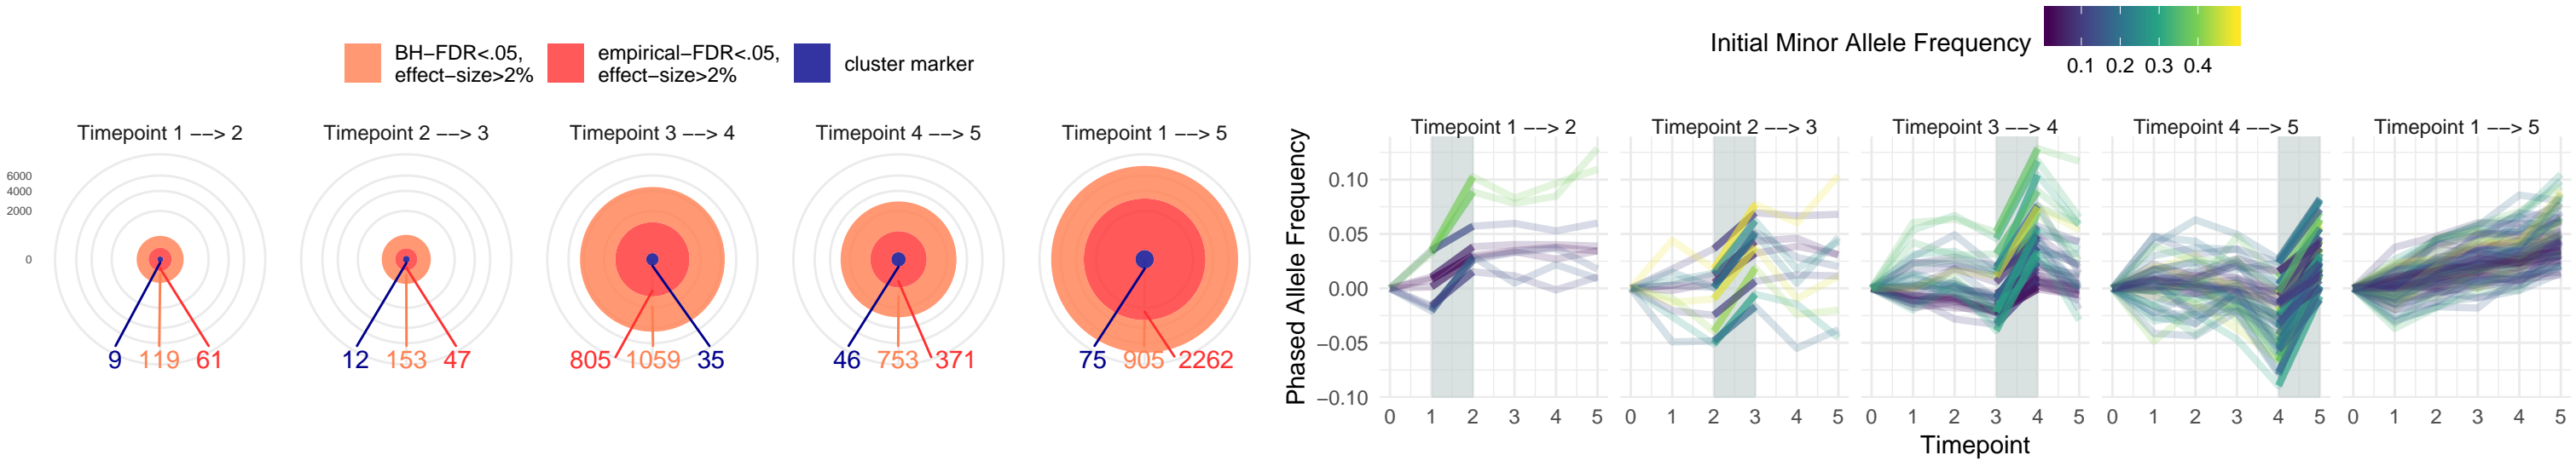 BH−FDR<.05,
effect−size>2%
empirical−FDR<.05,
effect−size>2%
cluster marker
Timepoint 1 −−> 2
Timepoint 2 −−> 3
Timepoint 3 −−> 4
Timepoint 4 −−> 5
Timepoint 1 −−> 5
6000
4000
2000
0
9 119 61
12 153 47
805 1059 35
46 753 371
75 905 2262
Initial Minor Allele Frequency
0.1 0.2 0.3 0.4
Timepoint 1 −−> 2
Timepoint 2 −−> 3
Timepoint 3 −−> 4
Timepoint 4 −−> 5
Timepoint 1 −−> 5
Phased Allele Frequency
0.10
0.05
0.00
−0.05
−0.10
0 1 2 3 4 5
0 1 2 3 4 5
0 1 2 3 4 5
0 1 2 3 4 5
0 1 2 3 4 5
Timepoint